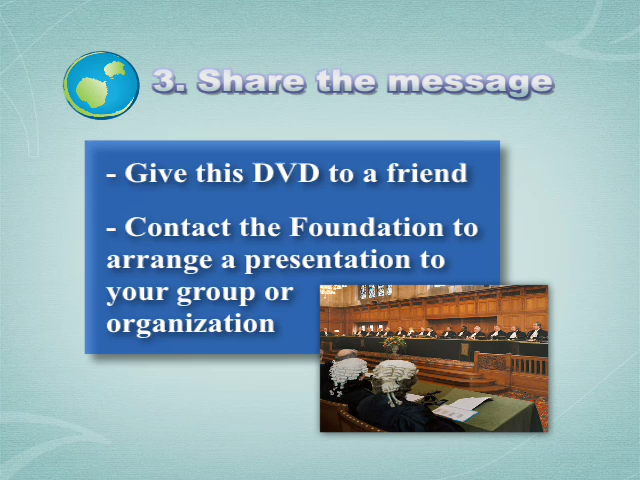 3. Share the message
- Give this DVD to a friend
- Contact the Foundation to
arrange a presentation to
your group or
organization